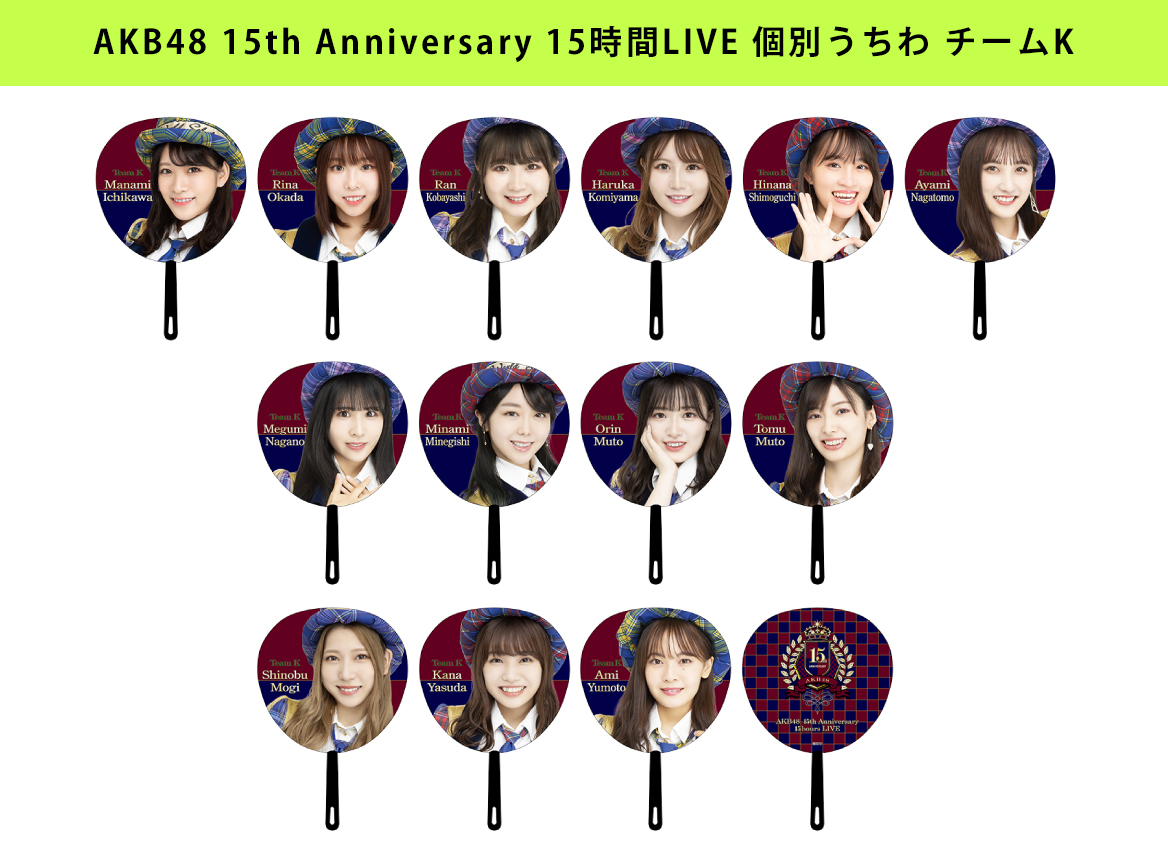 AKB48 15th Anniversary 15時間LIVE 個別うちわ チームK
Team K
Manami
Ichikawa
Team K
Rina
Okada
Team K
Ran
Kobayashi
Team K
Haruka
Komiyama
Team K
Hinana
Shimoguchi
Team K
Ayami
Nagatomo
Team K
Megumi
Nagano
Team K
Minami
Minegishi
Team K
Orin
Muto
Team K
Tomu
Muto
Team K
Shinobu
Mogi
Team K
Kana
Yasuda
Team K
Ami
Yumoto
15
AKB48
AKB48 15th Anniversary
15hours LIVE